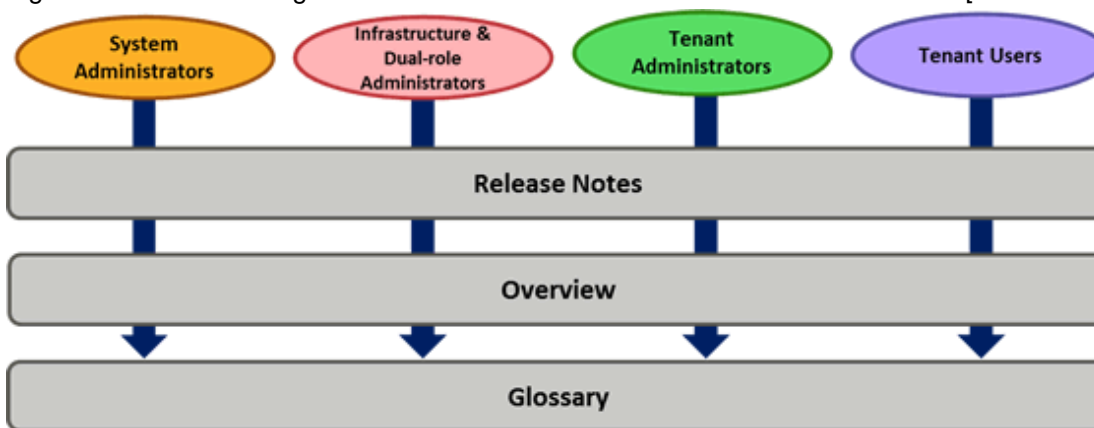 System
Administrators
Infrastructure &
Dual-role
Administrators
Tenant
Administrators
Tenant Users
Release Notes
Overview
Glossary